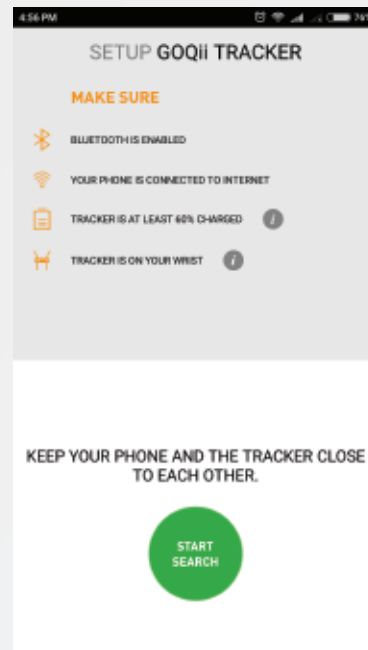 4:56 PM 76%
SETUP GOQii TRACKER
MAKE SURE
BLUETOOTH IS ENABLED
YOUR PHONE IS CONNECTED TO INTERNET
TRACKER IS AT LEAST 60% CHARGED i
TRACKER IS ON YOUR WRIST i
KEEP YOUR PHONE AND THE TRACKER CLOSE
TO EACH OTHER.
START
SEARCH